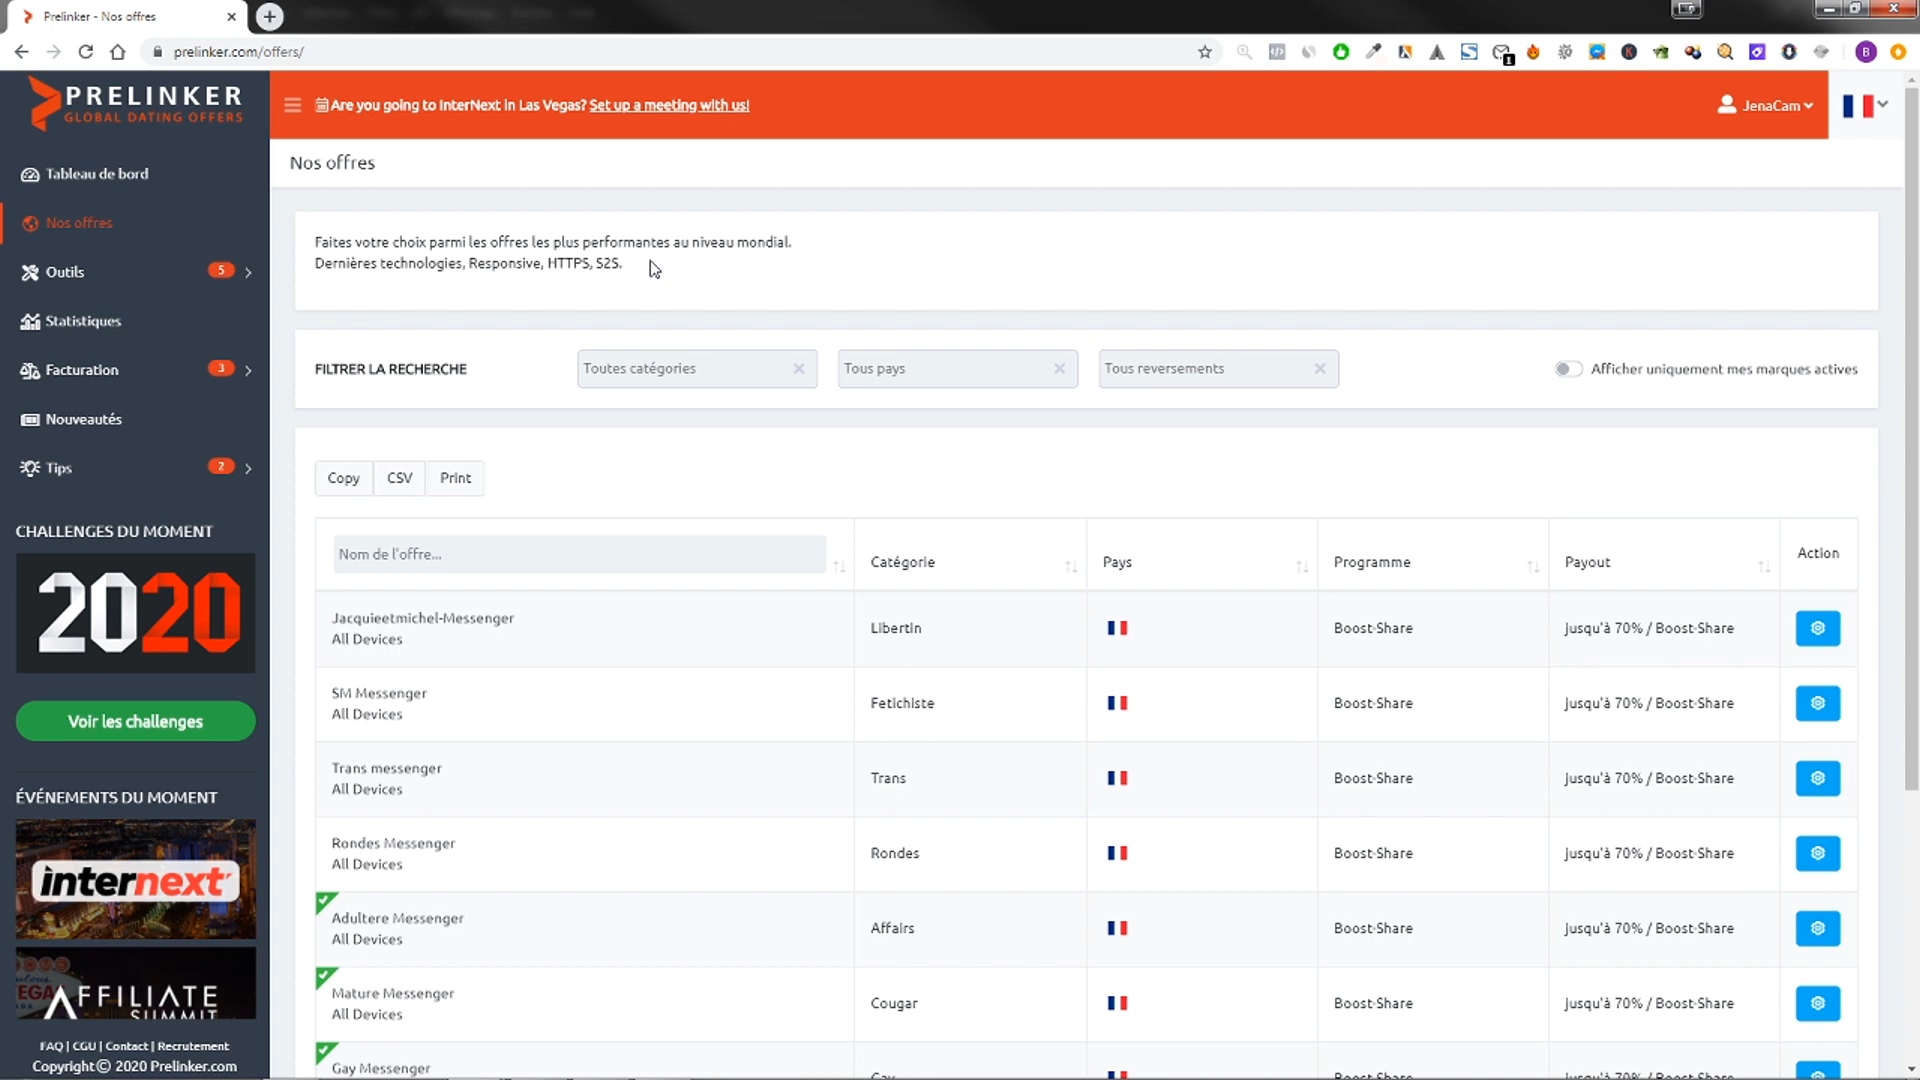 Prelinker - Nos offres
prelinker.com/offers/
PRELINKER
GLOBAL DATING OFFERS
Are you going to InterNext in Las Vegas? Set up a meeting with us!
JenaCam
Nos offres
Tableau de bord
Nos offres
Outils 5
Statistiques
Facturation 3
Nouveautés
Tips 2
CHALLENGES DU MOMENT
2020
Voir les challenges
ÉVÉNEMENTS DU MOMENT
internext
AFFILIATE
SUMMIT
FAQ | CGU | Contact | Recrutement
Copyright© 2020 Prelinker.com
Faites votre choix parmi les offres les plus performantes au niveau mondial.
Dernières technologies, Responsive, HTTPS, S2S.
FILTRER LA RECHERCHE
Toutes catégories
Tous pays
Tous reversements
Afficher uniquement mes marques actives
Copy CSV Print
Nom de l'offre... Catégorie Pays Programme Payout Action
Jacquieetmichel-Messenger
All Devices
Libertin Boost-Share Jusqu'à 70% / Boost-Share
SM Messenger
All Devices
Fetichiste Boost-Share Jusqu'à 70% / Boost-Share
Trans messenger
All Devices
Trans Boost-Share Jusqu'à 70% / Boost-Share
Rondes Messenger
All Devices
Rondes Boost-Share Jusqu'à 70% / Boost-Share
Adultere Messenger
All Devices
Affairs Boost-Share Jusqu'à 70% / Boost-Share
Mature Messenger
All Devices
Cougar Boost-Share Jusqu'à 70% / Boost-Share
Gay Messenger
Gay Boost-Share Jusqu'à 70% / Boost-Share